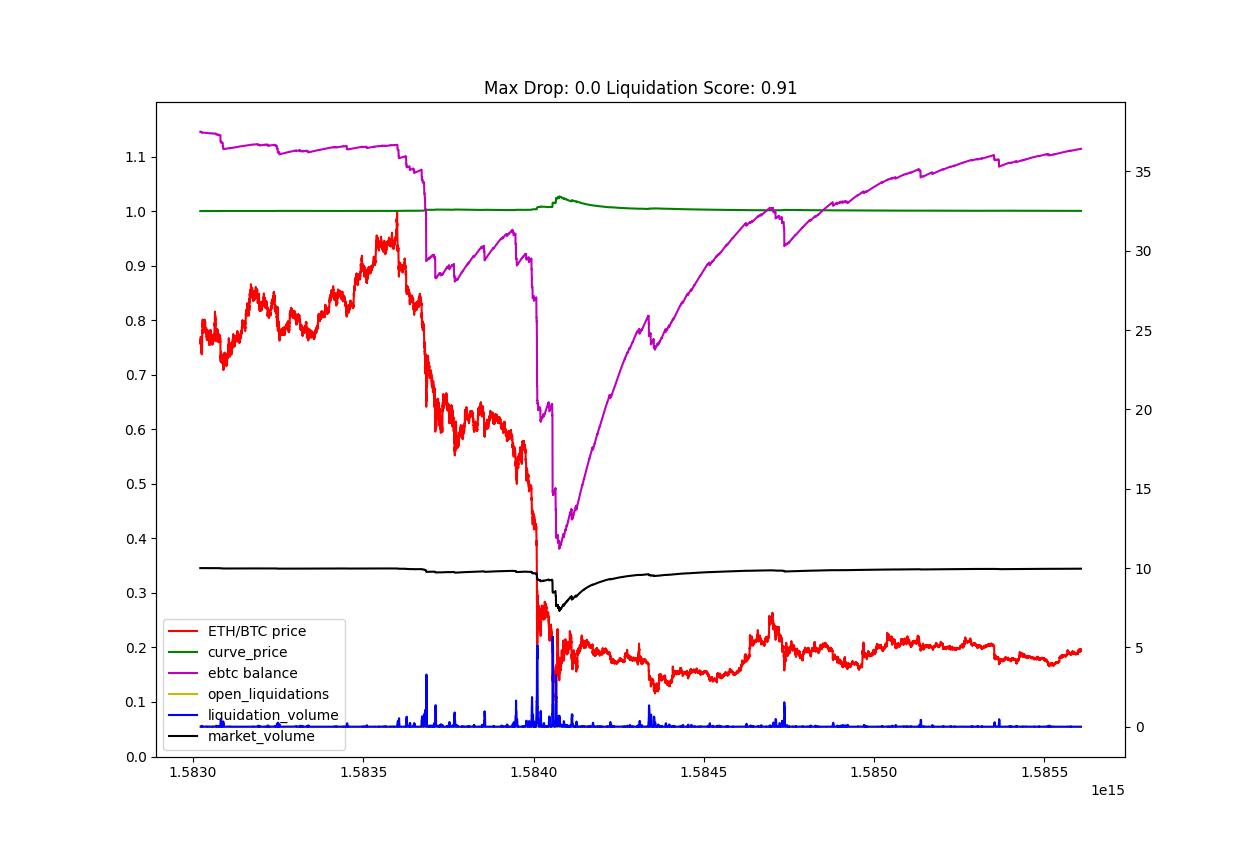 Max Drop: 0.0 Liquidation Score: 0.91
1.1
1.0
0.9
0.8
0.7
0.6
0.5
0.4
0.3
0.2
0.1
0.0
35
30
25
20
15
10
5
0
ETH/BTC price
curve_price
ebtc balance
open_liquidations
liquidation_volume
market_volume
1.5830 1.5835 1.5840 1.5845 1.5850 1.5855
1e15